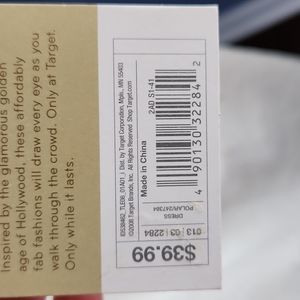 Inspired by the glamorous golden
age of Hollywood, these affordably
fab fashions will draw every eye as you
walk through the crowd. Only at Target.
Only while it lasts.
Dist. by Target Corporation, Mpls., MN 55403
©2008 Target Brands, Inc. All Rights Reserved Shop Target.com
Made in China
2AD S1-41
4 90130 32284 2
DRESS
013 03 2284
$39.99